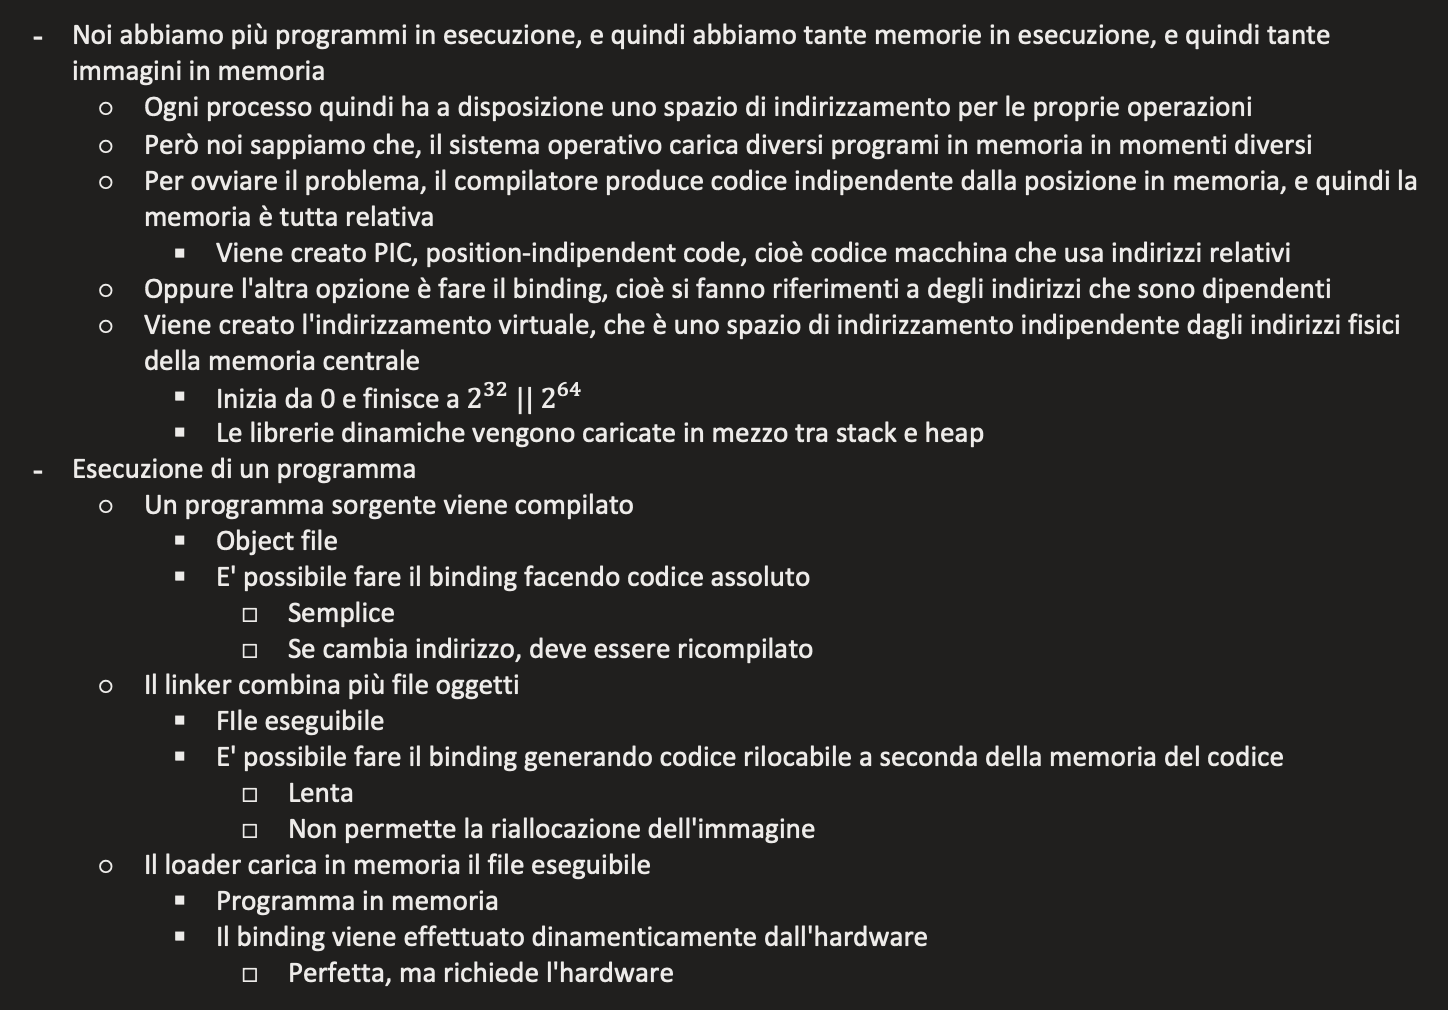 - Noi abbiamo più programmi in esecuzione, e quindi abbiamo tante memorie in esecuzione, e quindi tante
immagini in memoria
○ Ogni processo quindi ha a disposizione uno spazio di indirizzamento per le proprie operazioni
○ Però noi sappiamo che, il sistema operativo carica diversi programi in memoria in momenti diversi
○ Per ovviare il problema, il compilatore produce codice indipendente dalla posizione in memoria, e quindi la
memoria è tutta relativa
▪ Viene creato PIC, position-indipendent code, cioè codice macchina che usa indirizzi relativi
○ Oppure l'altra opzione è fare il binding, cioè si fanno riferimenti a degli indirizzi che sono dipendenti
○ Viene creato l'indirizzamento virtuale, che è uno spazio di indirizzamento indipendente dagli indirizzi fisici
della memoria centrale
▪ Inizia da 0 e finisce a 2³² || 2⁶⁴
▪ Le librerie dinamiche vengono caricate in mezzo tra stack e heap
- Esecuzione di un programma
○ Un programma sorgente viene compilato
▪ Object file
▪ E' possibile fare il binding facendo codice assoluto
□ Semplice
□ Se cambia indirizzo, deve essere ricompilato
○ Il linker combina più file oggetti
▪ FIle eseguibile
▪ E' possibile fare il binding generando codice rilocabile a seconda della memoria del codice
□ Lenta
□ Non permette la riallocazione dell'immagine
○ Il loader carica in memoria il file eseguibile
▪ Programma in memoria
▪ Il binding viene effettuato dinamenticamente dall'hardware
□ Perfetta, ma richiede l'hardware